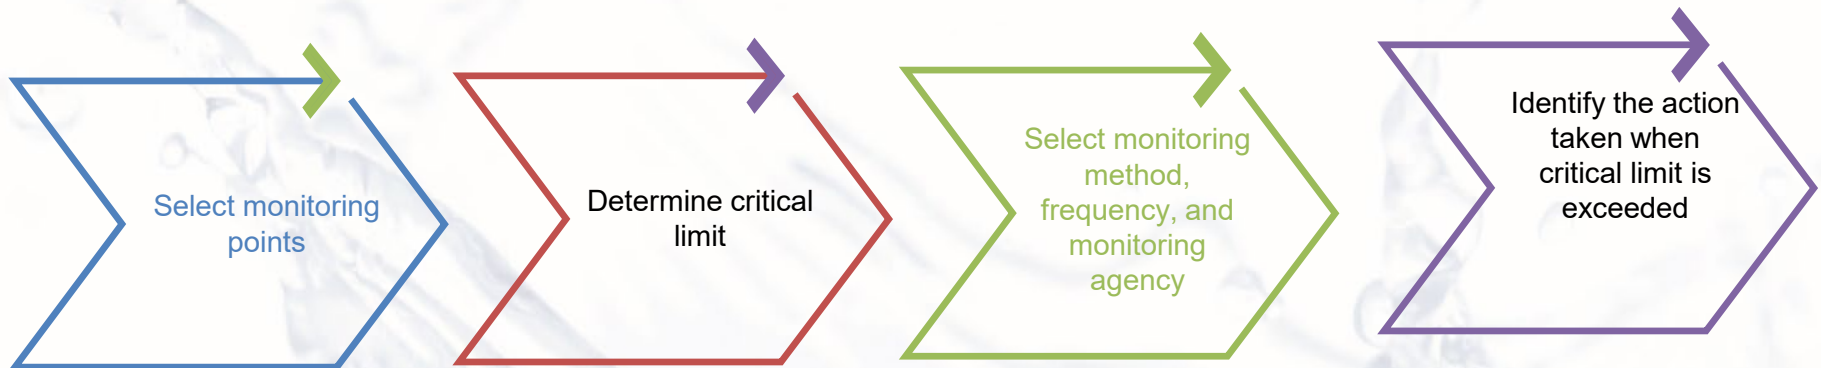 Select monitoring
points
Determine critical
limit
Select monitoring
method,
frequency, and
monitoring
agency
Identify the action
taken when
critical limit is
exceeded